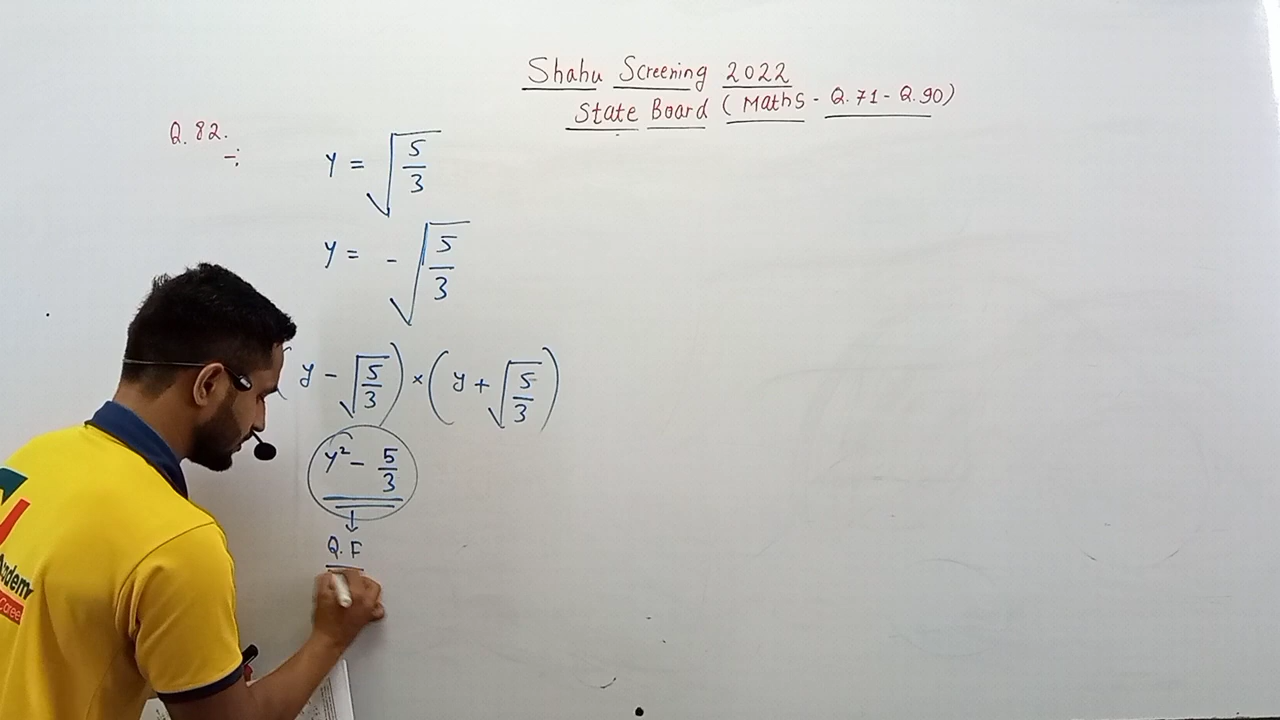 Shahu Screening 2022
State Board (Maths - Q.71 - Q.90)
Q. 82.
y = √(5/3)
y = - √(5/3)
(y - √(5/3)) × (y + √(5/3))
y² - 5/3
↓
Q.F